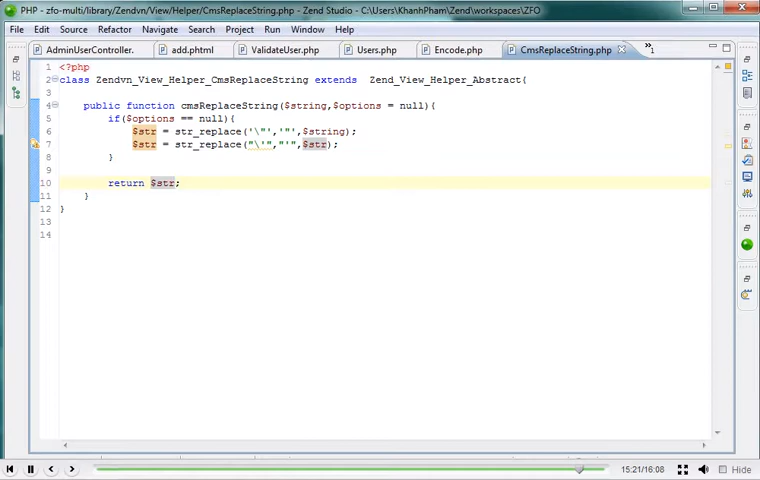 PHP - zfo-multi/library/Zendvn/View/Helper/CmsReplaceString.php - Zend Studio - C:\Users\KhanhPham\Zend\workspaces\ZFO
File Edit Source Refactor Navigate Search Project Run Window Help
AdminUserController. add.phtml ValidateUser.php Users.php Encode.php CmsReplaceString.php »1
1 <?php
2 class Zendvn_View_Helper_CmsReplaceString extends Zend_View_Helper_Abstract{
3
4 public function cmsReplaceString($string,$options = null){
5 if($options == null){
6 $str = str_replace('\"','"',$string);
7 $str = str_replace("\'","'",$str);
8 }
9
10 return $str;
11 }
12 }
13
14
15:21/16:08 Hide